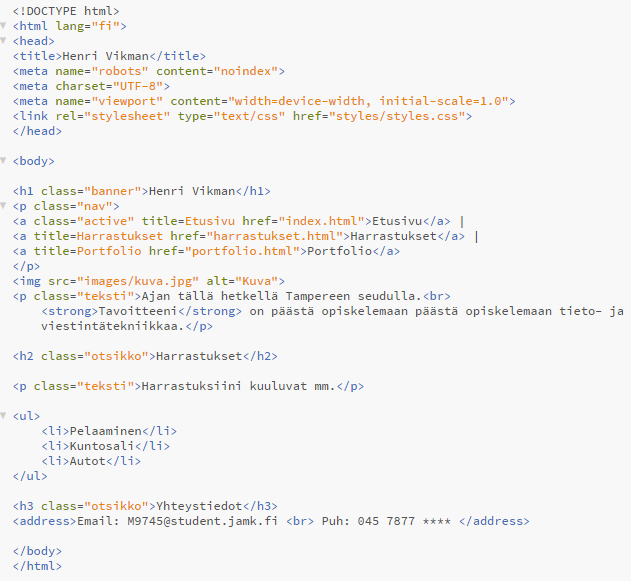 <!DOCTYPE html>
<html lang="fi">
<head>
<title>Henri Vikman</title>
<meta name="robots" content="noindex">
<meta charset="UTF-8">
<meta name="viewport" content="width=device-width, initial-scale=1.0">
<link rel="stylesheet" type="text/css" href="styles/styles.css">
</head>
<body>
<h1 class="banner">Henri Vikman</h1>
<p class="nav">
<a class="active" title=Etusivu href="index.html">Etusivu</a> |
<a title=Harrastukset href="harrastukset.html">Harrastukset</a> |
<a title=Portfolio href="portfolio.html">Portfolio</a>
</p>
<img src="images/kuva.jpg" alt="Kuva">
<p class="teksti">Ajan tällä hetkellä Tampereen seudulla.<br>
<strong>Tavoitteeni</strong> on päästä opiskelemaan päästä opiskelemaan tieto- ja
viestintätekniikkaa.</p>
<h2 class="otsikko">Harrastukset</h2>
<p class="teksti">Harrastuksiini kuuluvat mm.</p>
<ul>
<li>Pelaaminen</li>
<li>Kuntosali</li>
<li>Autot</li>
</ul>
<h3 class="otsikko">Yhteystiedot</h3>
<address>Email: M9745@student.jamk.fi <br> Puh: 045 7877 **** </address>
</body>
</html>